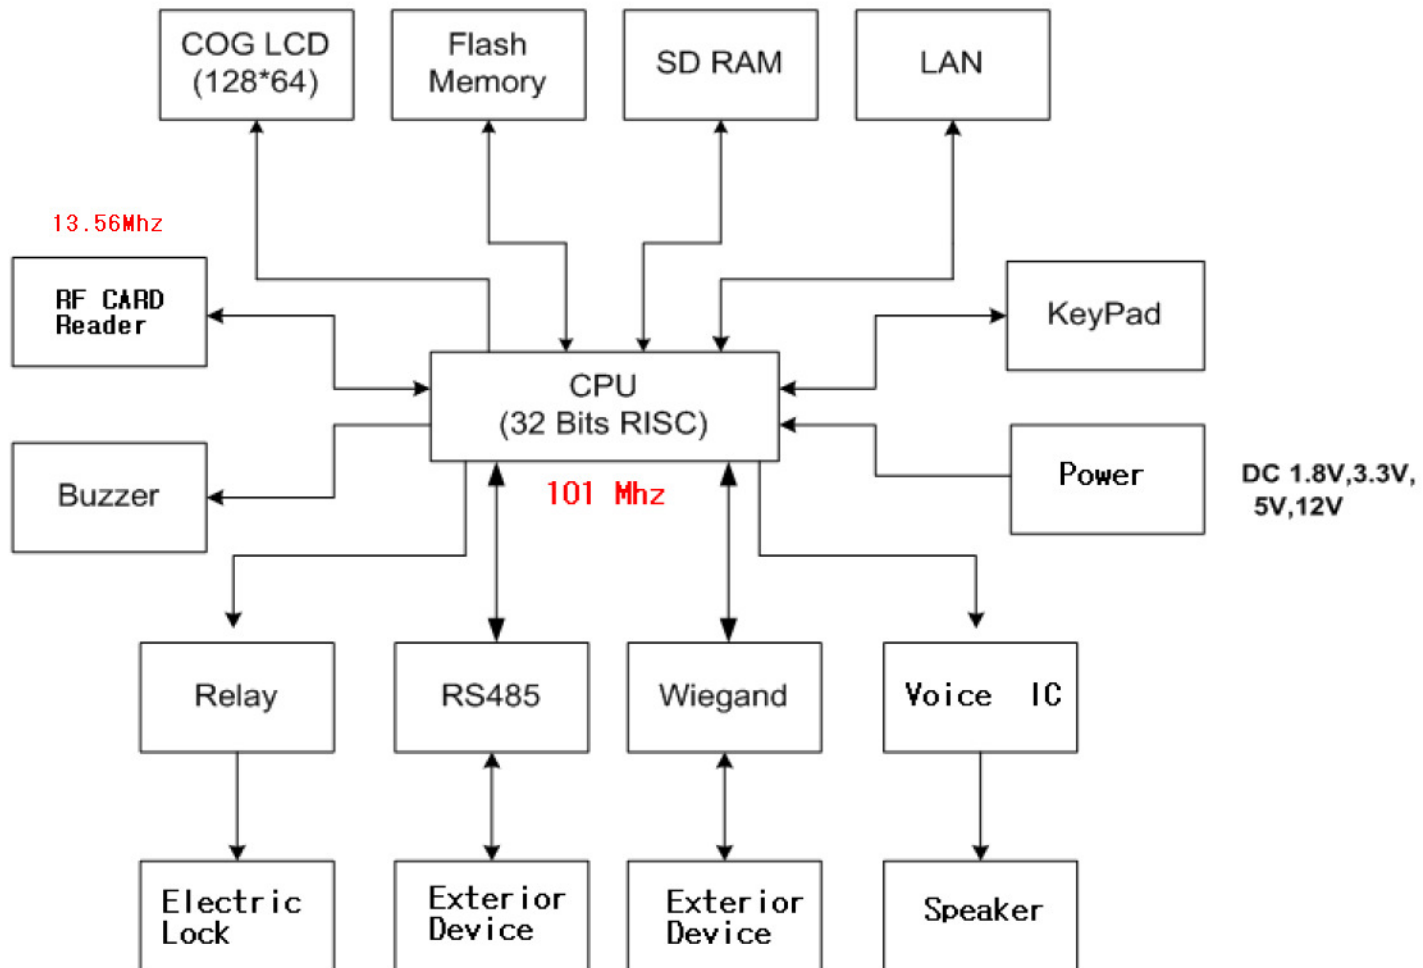 COG LCD
(128*64)
Flash
Memory
SD RAM
LAN
13.56Mhz
RF CARD
Reader
KeyPad
CPU
(32 Bits RISC)
101 Mhz
Buzzer
Power
DC 1.8V,3.3V,
5V,12V
Relay
RS485
Wiegand
Voice IC
Electric
Lock
Exterior
Device
Exterior
Device
Speaker